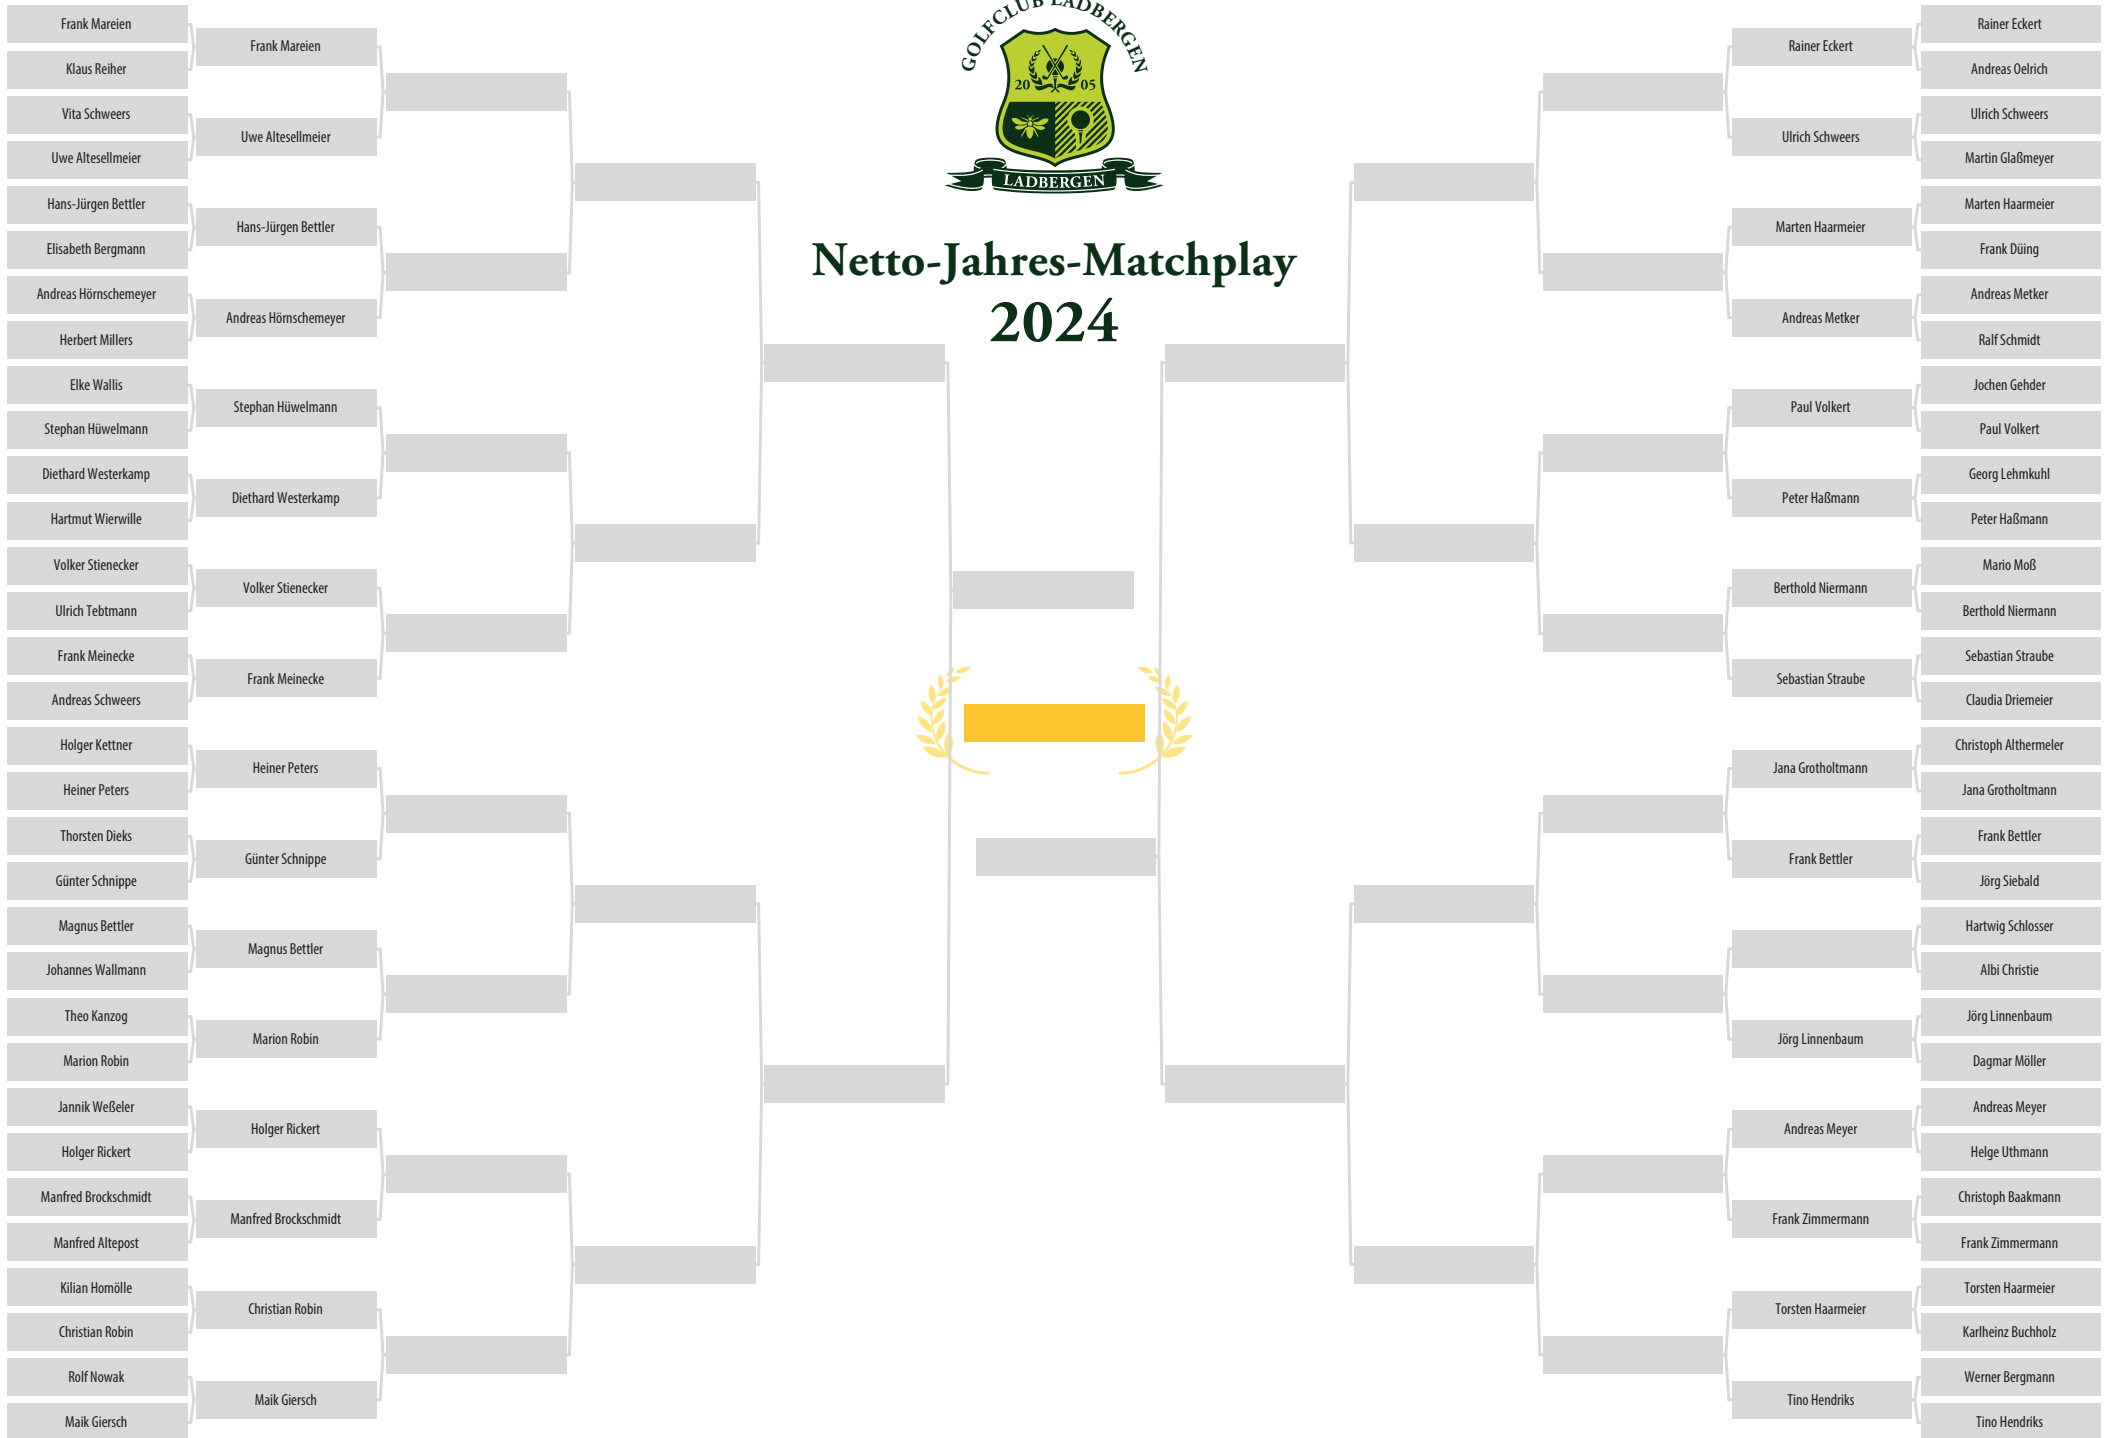 GOLFCLUB LADBERGEN
20 05
LADBERGEN
Netto-Jahres-Matchplay
2024
Frank Mareien
Klaus Reiher
Vita Schweers
Uwe Altesellmeier
Hans-Jürgen Bettler
Elisabeth Bergmann
Andreas Hörnschemeyer
Herbert Millers
Elke Wallis
Stephan Hüwelmann
Diethard Westerkamp
Hartmut Wierwille
Volker Stienecker
Ulrich Tebtmann
Frank Meinecke
Andreas Schweers
Holger Kettner
Heiner Peters
Thorsten Dieks
Günter Schnippe
Magnus Bettler
Johannes Wallmann
Theo Kanzog
Marion Robin
Jannik Weßeler
Holger Rickert
Manfred Brockschmidt
Manfred Altepost
Kilian Homölle
Christian Robin
Rolf Nowak
Maik Giersch
Frank Mareien
Uwe Altesellmeier
Hans-Jürgen Bettler
Andreas Hörnschemeyer
Stephan Hüwelmann
Diethard Westerkamp
Volker Stienecker
Frank Meinecke
Heiner Peters
Günter Schnippe
Magnus Bettler
Marion Robin
Holger Rickert
Manfred Brockschmidt
Christian Robin
Maik Giersch
Rainer Eckert
Ulrich Schweers
Marten Haarmeier
Andreas Metker
Paul Volkert
Peter Haßmann
Berthold Niermann
Sebastian Straube
Jana Grotholtmann
Frank Bettler
Jörg Linnenbaum
Andreas Meyer
Frank Zimmermann
Torsten Haarmeier
Tino Hendriks
Rainer Eckert
Andreas Oelrich
Ulrich Schweers
Martin Glaßmeyer
Marten Haarmeier
Frank Düing
Andreas Metker
Ralf Schmidt
Jochen Gehder
Paul Volkert
Georg Lehmkuhl
Peter Haßmann
Mario Moß
Berthold Niermann
Sebastian Straube
Claudia Driemeier
Christoph Althermeler
Jana Grotholtmann
Frank Bettler
Jörg Siebald
Hartwig Schlosser
Albi Christie
Jörg Linnenbaum
Dagmar Möller
Andreas Meyer
Helge Uthmann
Christoph Baakmann
Frank Zimmermann
Torsten Haarmeier
Karlheinz Buchholz
Werner Bergmann
Tino Hendriks